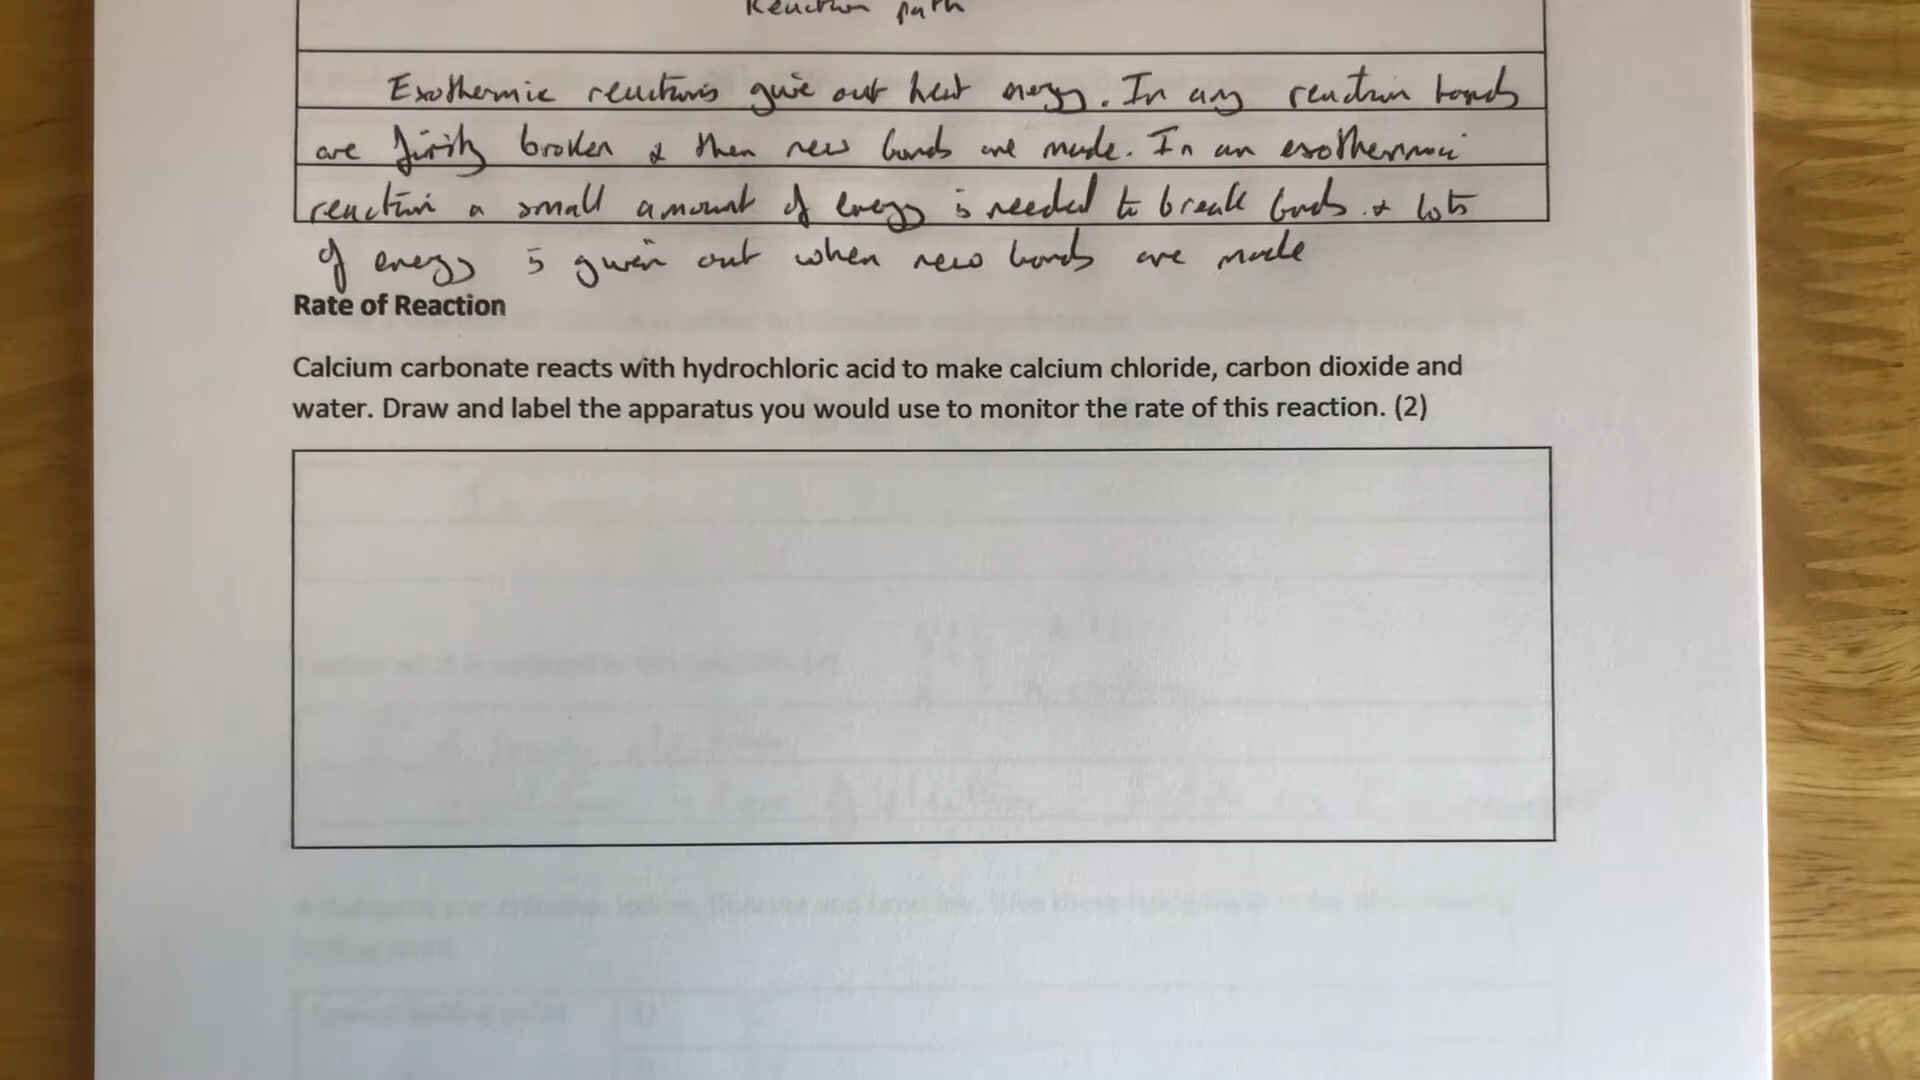 Reaction path
Exothermic reactions give out heat energy. In any reaction bonds
are firstly broken & then new bonds are made. In an exothermic
reaction a small amount of energy is needed to break bonds & lots
of energy is given out when new bonds are made
Rate of Reaction
Calcium carbonate reacts with hydrochloric acid to make calcium chloride, carbon dioxide and
water. Draw and label the apparatus you would use to monitor the rate of this reaction. (2)